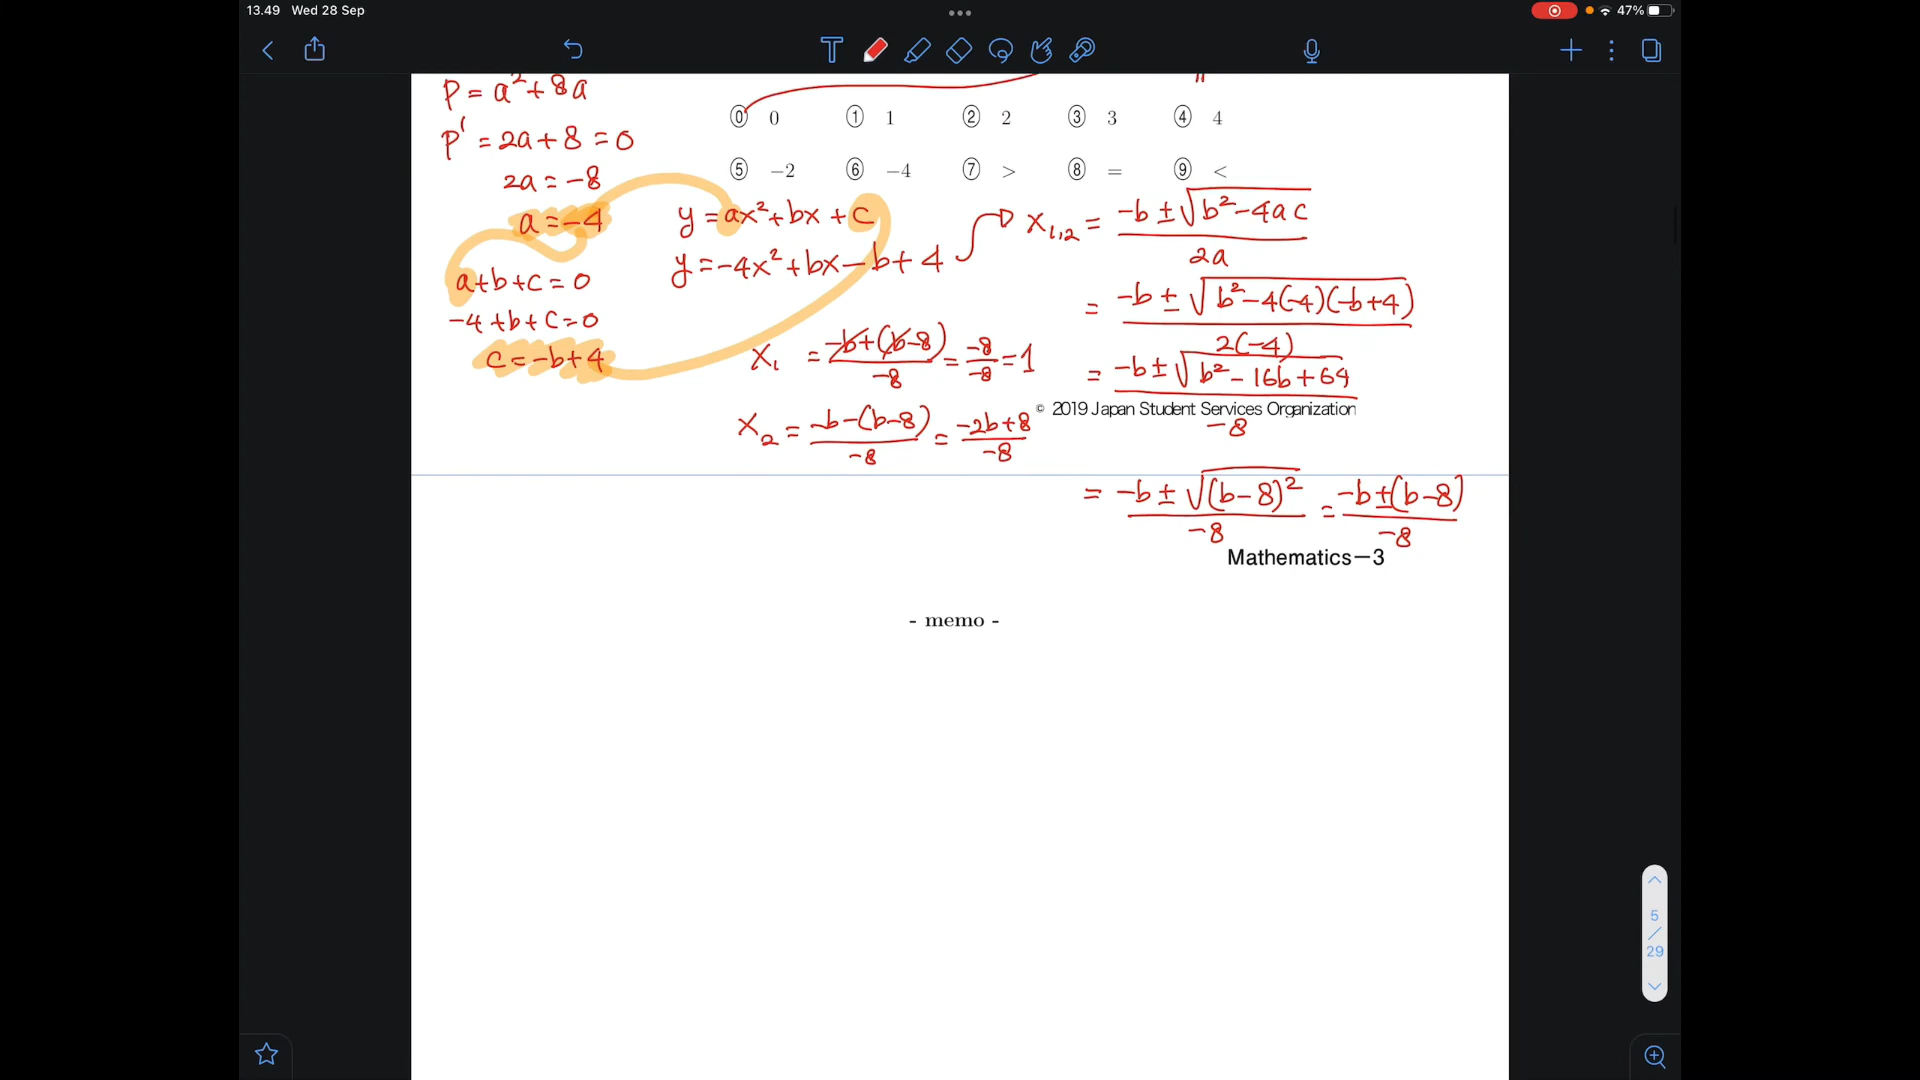 13.49 Wed 28 Sep
47%
P = a² + 8a
P' = 2a + 8 = 0
2a = -8
a = -4
a+b+c = 0
-4+b+c = 0
c = -b+4
⓪ 0 ① 1 ② 2 ③ 3 ④ 4
⑤ −2 ⑥ −4 ⑦ > ⑧ = ⑨ <
y = ax² + bx + c
y = -4x² + bx - b + 4
x₁ = (-b+(b-8))/-8 = -8/-8 = 1
x₂ = (-b-(b-8))/-8 = (-2b+8)/-8
x₁,₂ = (-b ± √(b²-4ac))/2a
= (-b ± √(b²-4(-4)(-b+4)))/2(-4)
= (-b ± √(b²-16b+64))/-8
© 2019 Japan Student Services Organization
= (-b ± √((b-8)²))/-8 = (-b±(b-8))/-8
Mathematics−3
- memo -
5
/
29